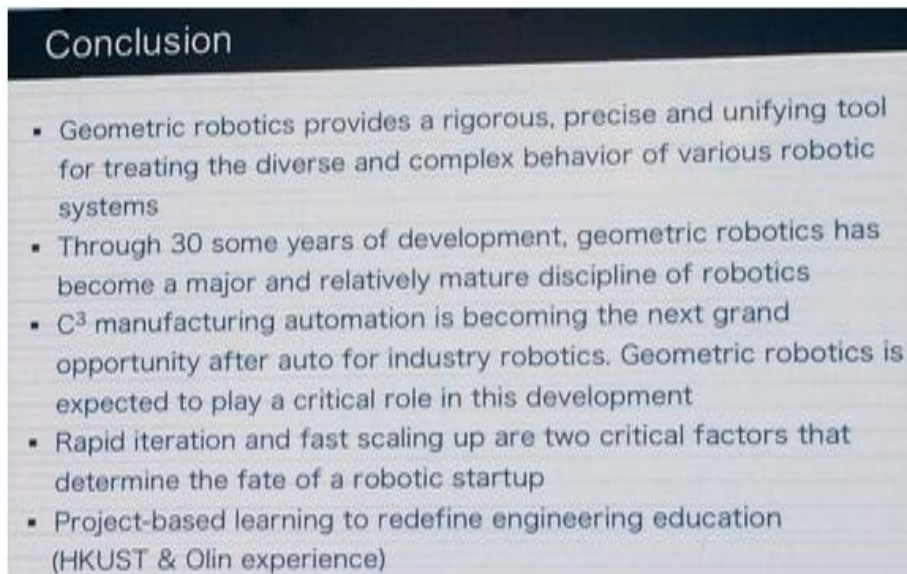 Conclusion
▪ Geometric robotics provides a rigorous, precise and unifying tool
for treating the diverse and complex behavior of various robotic
systems
▪ Through 30 some years of development, geometric robotics has
become a major and relatively mature discipline of robotics
▪ C³ manufacturing automation is becoming the next grand
opportunity after auto for industry robotics. Geometric robotics is
expected to play a critical role in this development
▪ Rapid iteration and fast scaling up are two critical factors that
determine the fate of a robotic startup
▪ Project-based learning to redefine engineering education
(HKUST & Olin experience)